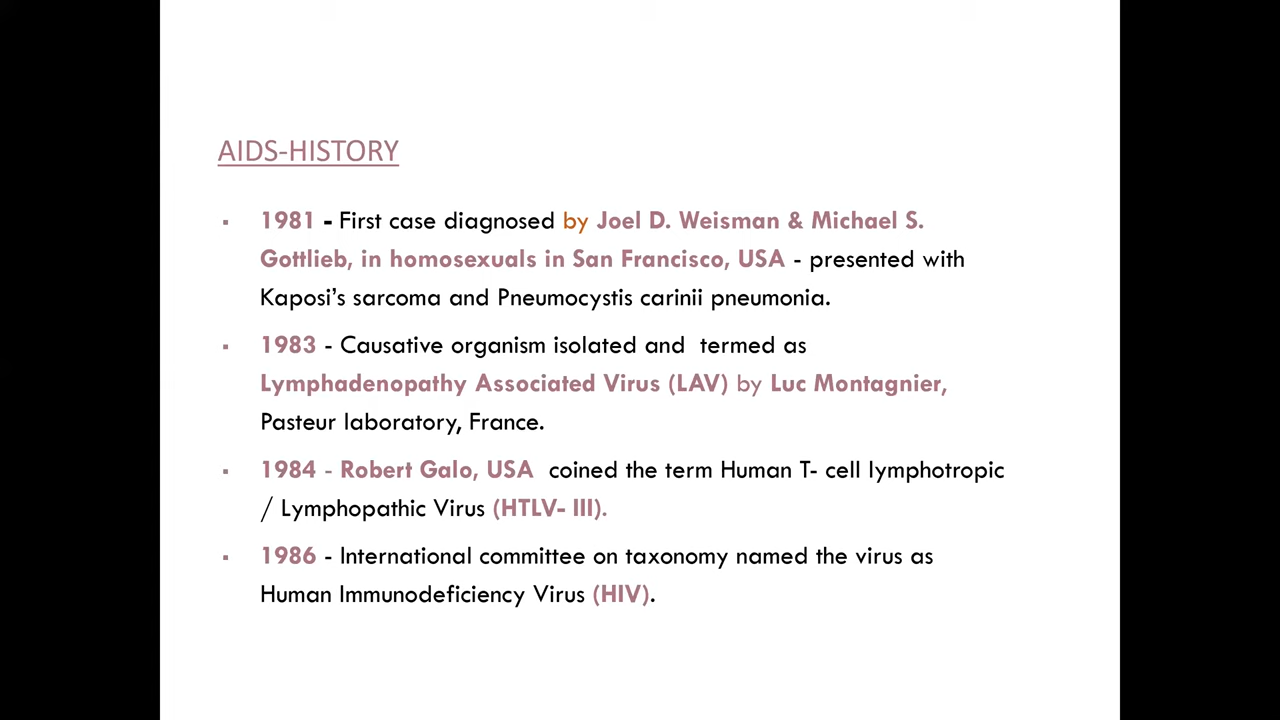 AIDS-HISTORY
▪ 1981 - First case diagnosed by Joel D. Weisman & Michael S.
Gottlieb, in homosexuals in San Francisco, USA - presented with
Kaposi’s sarcoma and Pneumocystis carinii pneumonia.
▪ 1983 - Causative organism isolated and termed as
Lymphadenopathy Associated Virus (LAV) by Luc Montagnier,
Pasteur laboratory, France.
▪ 1984 - Robert Galo, USA coined the term Human T- cell lymphotropic
/ Lymphopathic Virus (HTLV- III).
▪ 1986 - International committee on taxonomy named the virus as
Human Immunodeficiency Virus (HIV).